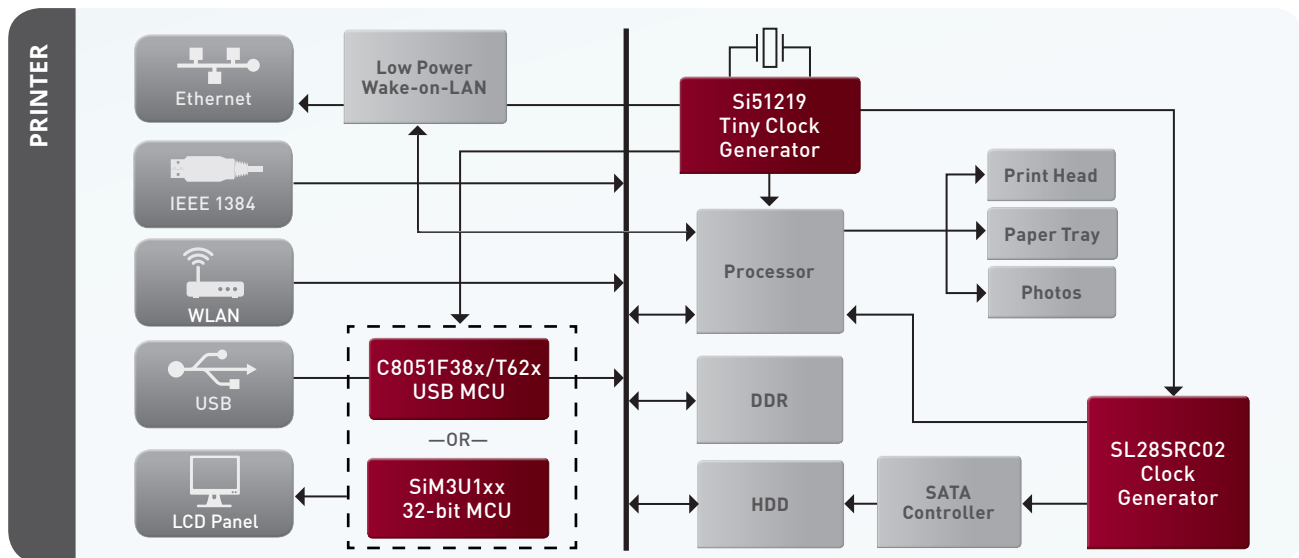 PRINTER
Ethernet
Low Power
Wake-on-LAN
Si51219
Tiny Clock
Generator
IEEE 1384
Print Head
Paper Tray
Photos
Processor
WLAN
C8051F38x/T62x
USB MCU
USB
—OR—
DDR
SiM3U1xx
32-bit MCU
LCD Panel
HDD
SATA
Controller
SL28SRC02
Clock
Generator